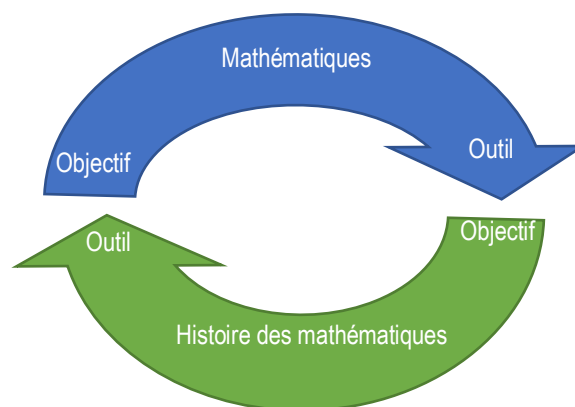 Mathématiques
Objectif
Outil
Outil
Objectif
Histoire des mathématiques